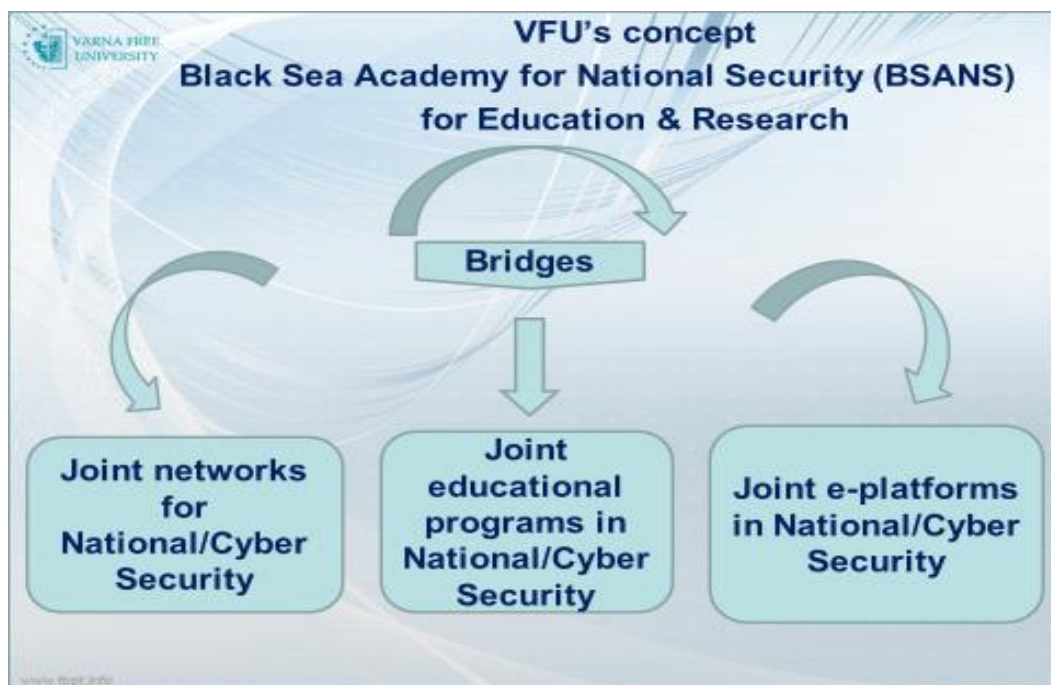 VARNA FREE
UNIVERSITY
VFU's concept
Black Sea Academy for National Security (BSANS)
for Education & Research
Bridges
Joint networks
for
National/Cyber
Security
Joint
educational
programs in
National/Cyber
Security
Joint e-platforms
in National/Cyber
Security